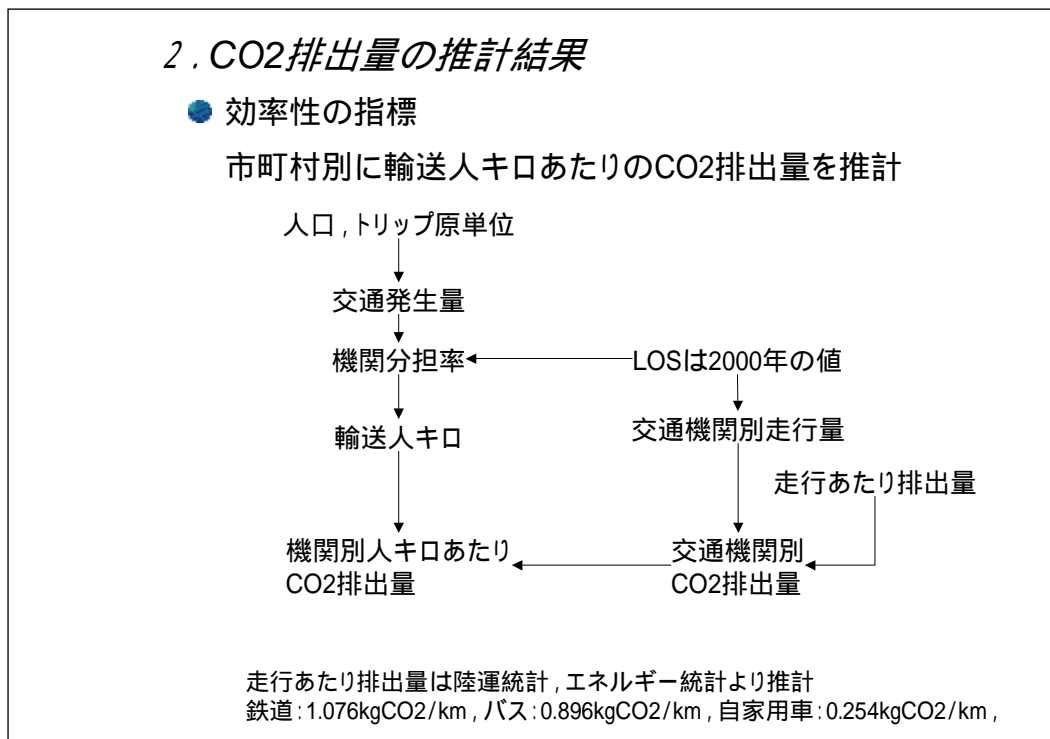 ２．CO2排出量の推計結果
効率性の指標
市町村別に輸送人キロあたりのCO2排出量を推計
人口，トリップ原単位
交通発生量
機関分担率
LOSは2000年の値
輸送人キロ
交通機関別走行量
走行あたり排出量
機関別人キロあたり
CO2排出量
交通機関別
CO2排出量
走行あたり排出量は陸運統計，エネルギー統計より推計
鉄道：1.076kgCO2/km，バス：0.896kgCO2/km，自家用車：0.254kgCO2/km，